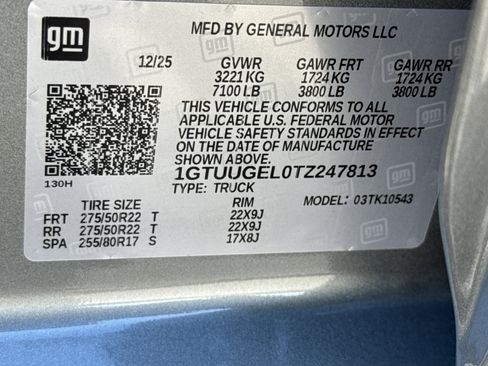 gm
MFD BY GENERAL MOTORS LLC
12/25 GVWR GAWR FRT GAWR RR
3221 KG 1724 KG 1724 KG
7100 LB 3800 LB 3800 LB
THIS VEHICLE CONFORMS TO ALL
APPLICABLE U.S. FEDERAL MOTOR
VEHICLE SAFETY STANDARDS IN EFFECT
ON THE DATE OF MANUFACTURE
SHOWN ABOVE.
130H
1GTUUGEL0TZ247813
TYPE: TRUCK MODEL: 03TK10543
TIRE SIZE RIM
FRT 275/50R22 T 22X9J
RR 275/50R22 T 22X9J
SPA 255/80R17 S 17X8J